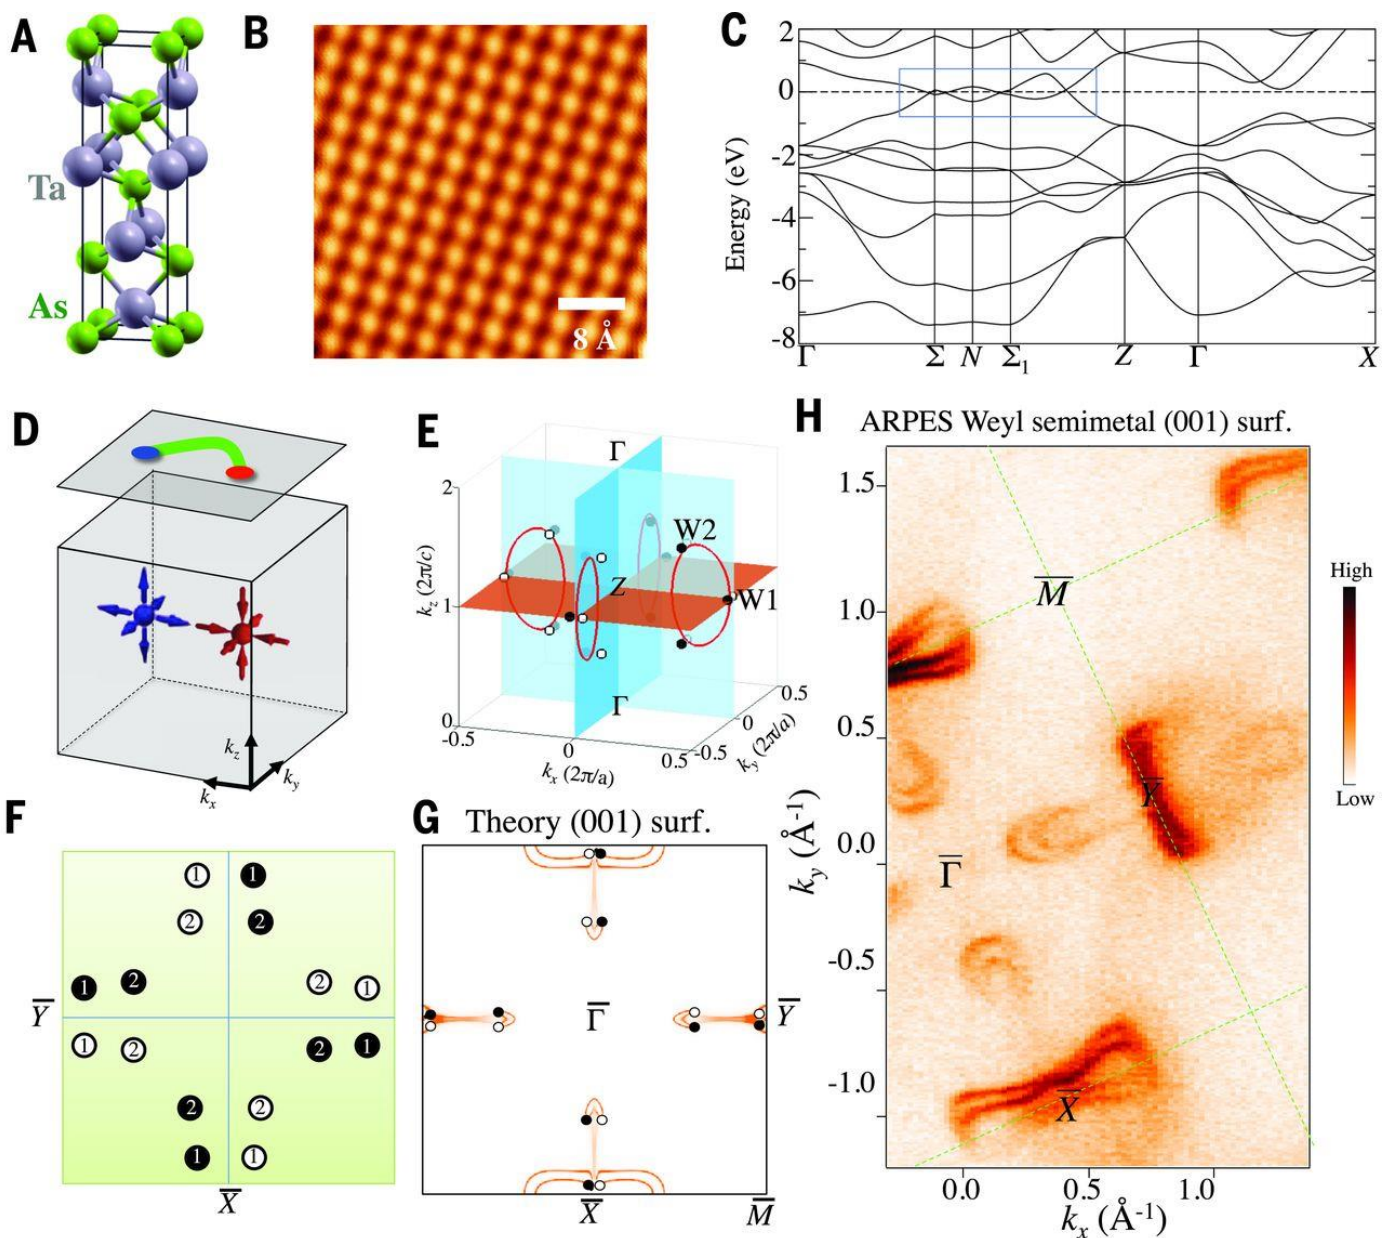 A
Ta
As
B
8 Å
C
Energy (eV)
2
0
-2
-4
-6
-8
Γ Σ N Σ1 Z Γ X
D
kz
kx
ky
E
Γ
W2
Z
W1
Γ
kz (2π/c)
2
1
0
-0.5
0
0.5
kx (2π/a)
-0.5
0
0.5
ky (2π/a)
F
1 1
2 2
1 2 2 1
Y̅
1 2 2 1
2 2
1 1
X̅
G Theory (001) surf.
Γ̅
Y̅
X̅
M̅
H ARPES Weyl semimetal (001) surf.
1.5
1.0
0.5
0.0
-0.5
-1.0
ky (Å-1)
M̅
Y̅
Γ̅
X̅
0.0 0.5 1.0
kx (Å-1)
High
Low